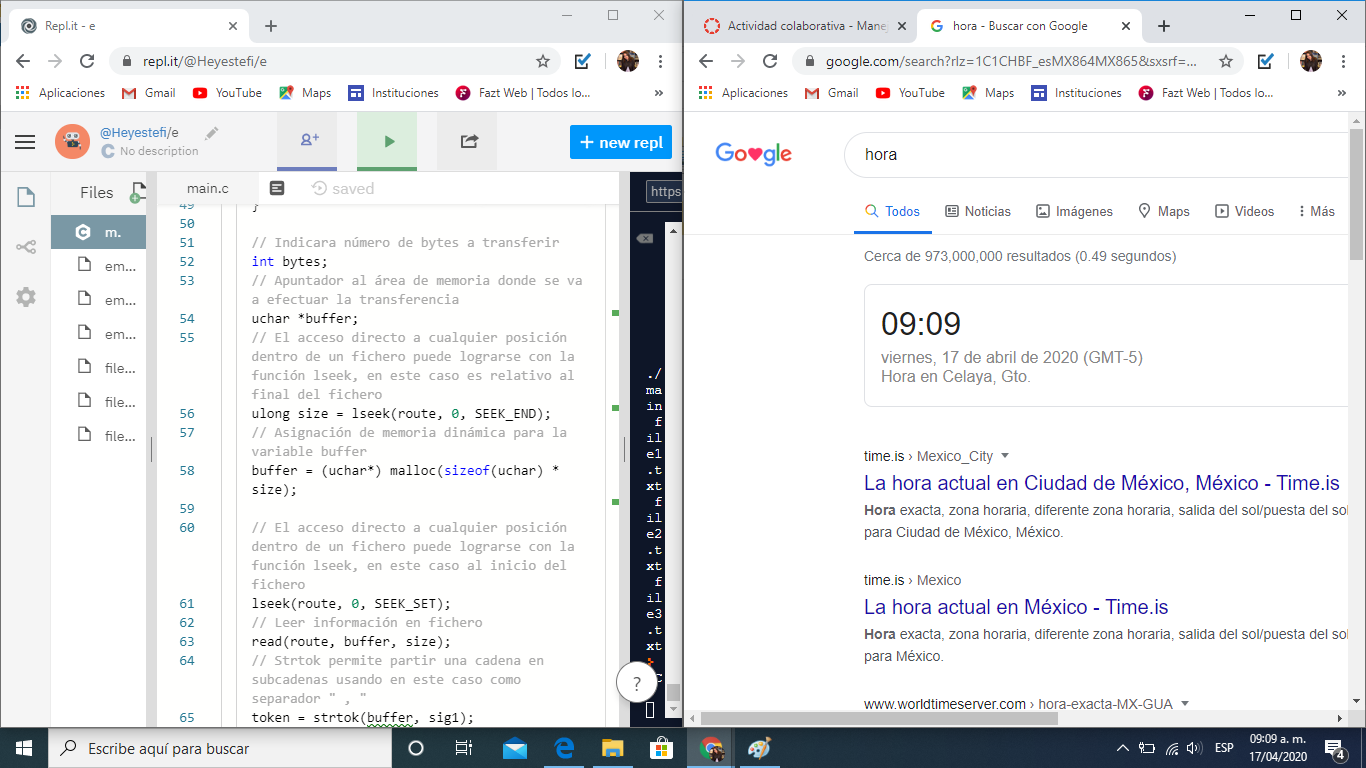 Repl.it - e
repl.it/@Heyestefi/e
Aplicaciones Gmail YouTube Maps Instituciones Fazt Web | Todos lo... »
@Heyestefi/e
C No description
+ new repl
Files
main.c
saved
https
m.
em...
em...
em...
file...
file...
file...
49 }
50
51 // Indicara número de bytes a transferir
52 int bytes;
53 // Apuntador al área de memoria donde se va
a efectuar la transferencia
54 uchar *buffer;
55 // El acceso directo a cualquier posición
dentro de un fichero puede lograrse con la
función lseek, en este caso es relativo al
final del fichero
56 ulong size = lseek(route, 0, SEEK_END);
57 // Asignación de memoria dinámica para la
variable buffer
58 buffer = (uchar*) malloc(sizeof(uchar) *
size);
59
60 // El acceso directo a cualquier posición
dentro de un fichero puede lograrse con la
función lseek, en este caso al inicio del
fichero
61 lseek(route, 0, SEEK_SET);
62 // Leer información en fichero
63 read(route, buffer, size);
64 // Strtok permite partir una cadena en
subcadenas usando en este caso como
separador " , "
65 token = strtok(buffer, sig1);
./
ma
in
f
il
e1
.t
xt
f
il
e2
.t
xt
f
il
e3
.t
xt
C
?
Actividad colaborativa - Mane
hora - Buscar con Google
google.com/search?rlz=1C1CHBF_esMX864MX865&sxsrf=...
Aplicaciones Gmail YouTube Maps Instituciones Fazt Web | Todos lo... »
Google
hora
Todos Noticias Imágenes Maps Videos Más
Cerca de 973,000,000 resultados (0.49 segundos)
09:09
viernes, 17 de abril de 2020 (GMT-5)
Hora en Celaya, Gto.
time.is › Mexico_City
La hora actual en Ciudad de México, México - Time.is
Hora exacta, zona horaria, diferente zona horaria, salida del sol/puesta del sol
para Ciudad de México, México.
time.is › Mexico
La hora actual en México - Time.is
Hora exacta, zona horaria, diferente zona horaria, salida del sol/puesta del sol
para México.
www.worldtimeserver.com › hora-exacta-MX-GUA
Escribe aquí para buscar
ESP
09:09 a. m.
17/04/2020
4